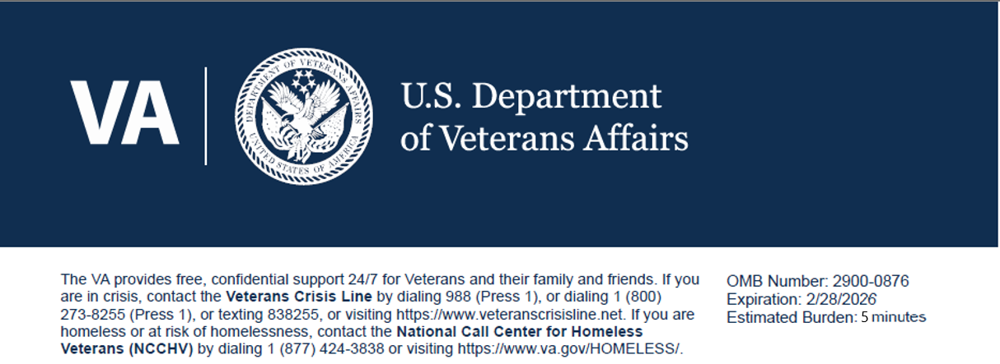 VA
DEPARTMENT OF VETERANS AFFAIRS
UNITED STATES OF AMERICA
U.S. Department
of Veterans Affairs
The VA provides free, confidential support 24/7 for Veterans and their family and friends. If you
are in crisis, contact the Veterans Crisis Line by dialing 988 (Press 1), or dialing 1 (800)
273-8255 (Press 1), or texting 838255, or visiting https://www.veteranscrisisline.net. If you are
homeless or at risk of homelessness, contact the National Call Center for Homeless
Veterans (NCCHV) by dialing 1 (877) 424-3838 or visiting https://www.va.gov/HOMELESS/.
OMB Number: 2900-0876
Expiration: 2/28/2026
Estimated Burden: 5 minutes